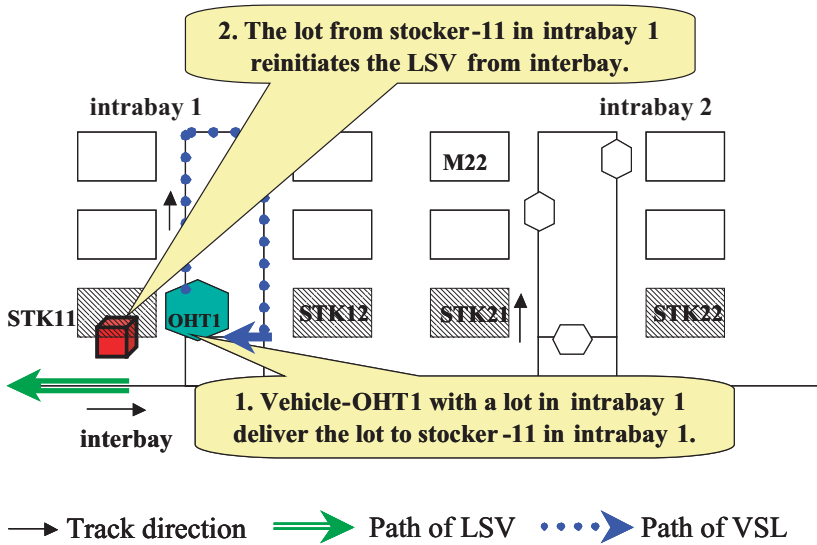 2. The lot from stocker-11 in intrabay 1
reinitiates the LSV from interbay.
intrabay 1
intrabay 2
M22
STK11
OHT1
STK12
STK21
STK22
1. Vehicle-OHT1 with a lot in intrabay 1
deliver the lot to stocker-11 in intrabay 1.
interbay
Track direction
Path of LSV
Path of VSL